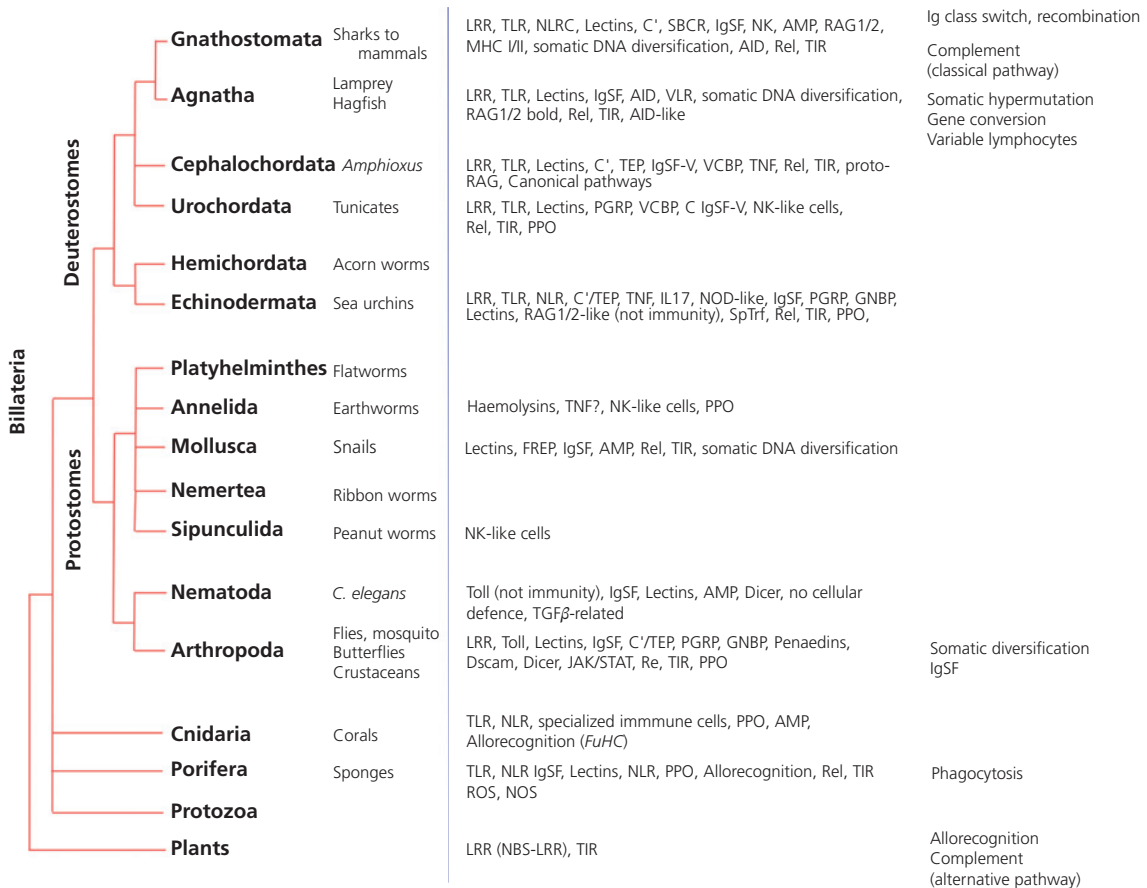 Billateria
Deuterostomes
Protostomes
Gnathostomata
Sharks to
mammals
LRR, TLR, NLRC, Lectins, C', SBCR, IgSF, NK, AMP, RAG1/2,
MHC I/II, somatic DNA diversification, AID, Rel, TIR
Ig class switch, recombination
Complement
(classical pathway)
Agnatha
Lamprey
Hagfish
LRR, TLR, Lectins, IgSF, AID, VLR, somatic DNA diversification,
RAG1/2 bold, Rel, TIR, AID-like
Somatic hypermutation
Gene conversion
Variable lymphocytes
Cephalochordata
Amphioxus
LRR, TLR, Lectins, C', TEP, IgSF-V, VCBP, TNF, Rel, TIR, proto-
RAG, Canonical pathways
Urochordata
Tunicates
LRR, TLR, Lectins, PGRP, VCBP, C IgSF-V, NK-like cells,
Rel, TIR, PPO
Hemichordata
Acorn worms
Echinodermata
Sea urchins
LRR, TLR, NLR, C'/TEP, TNF, IL17, NOD-like, IgSF, PGRP, GNBP,
Lectins, RAG1/2-like (not immunity), SpTrf, Rel, TIR, PPO,
Platyhelminthes
Flatworms
Annelida
Earthworms
Haemolysins, TNF?, NK-like cells, PPO
Mollusca
Snails
Lectins, FREP, IgSF, AMP, Rel, TIR, somatic DNA diversification
Nemertea
Ribbon worms
Sipunculida
Peanut worms
NK-like cells
Nematoda
C. elegans
Toll (not immunity), IgSF, Lectins, AMP, Dicer, no cellular
defence, TGFβ-related
Arthropoda
Flies, mosquito
Butterflies
Crustaceans
LRR, Toll, Lectins, IgSF, C'/TEP, PGRP, GNBP, Penaedins,
Dscam, Dicer, JAK/STAT, Re, TIR, PPO
Somatic diversification
IgSF
Cnidaria
Corals
TLR, NLR, specialized immmune cells, PPO, AMP,
Allorecognition (FuHC)
Porifera
Sponges
TLR, NLR IgSF, Lectins, NLR, PPO, Allorecognition, Rel, TIR
ROS, NOS
Phagocytosis
Protozoa
Plants
LRR (NBS-LRR), TIR
Allorecognition
Complement
(alternative pathway)